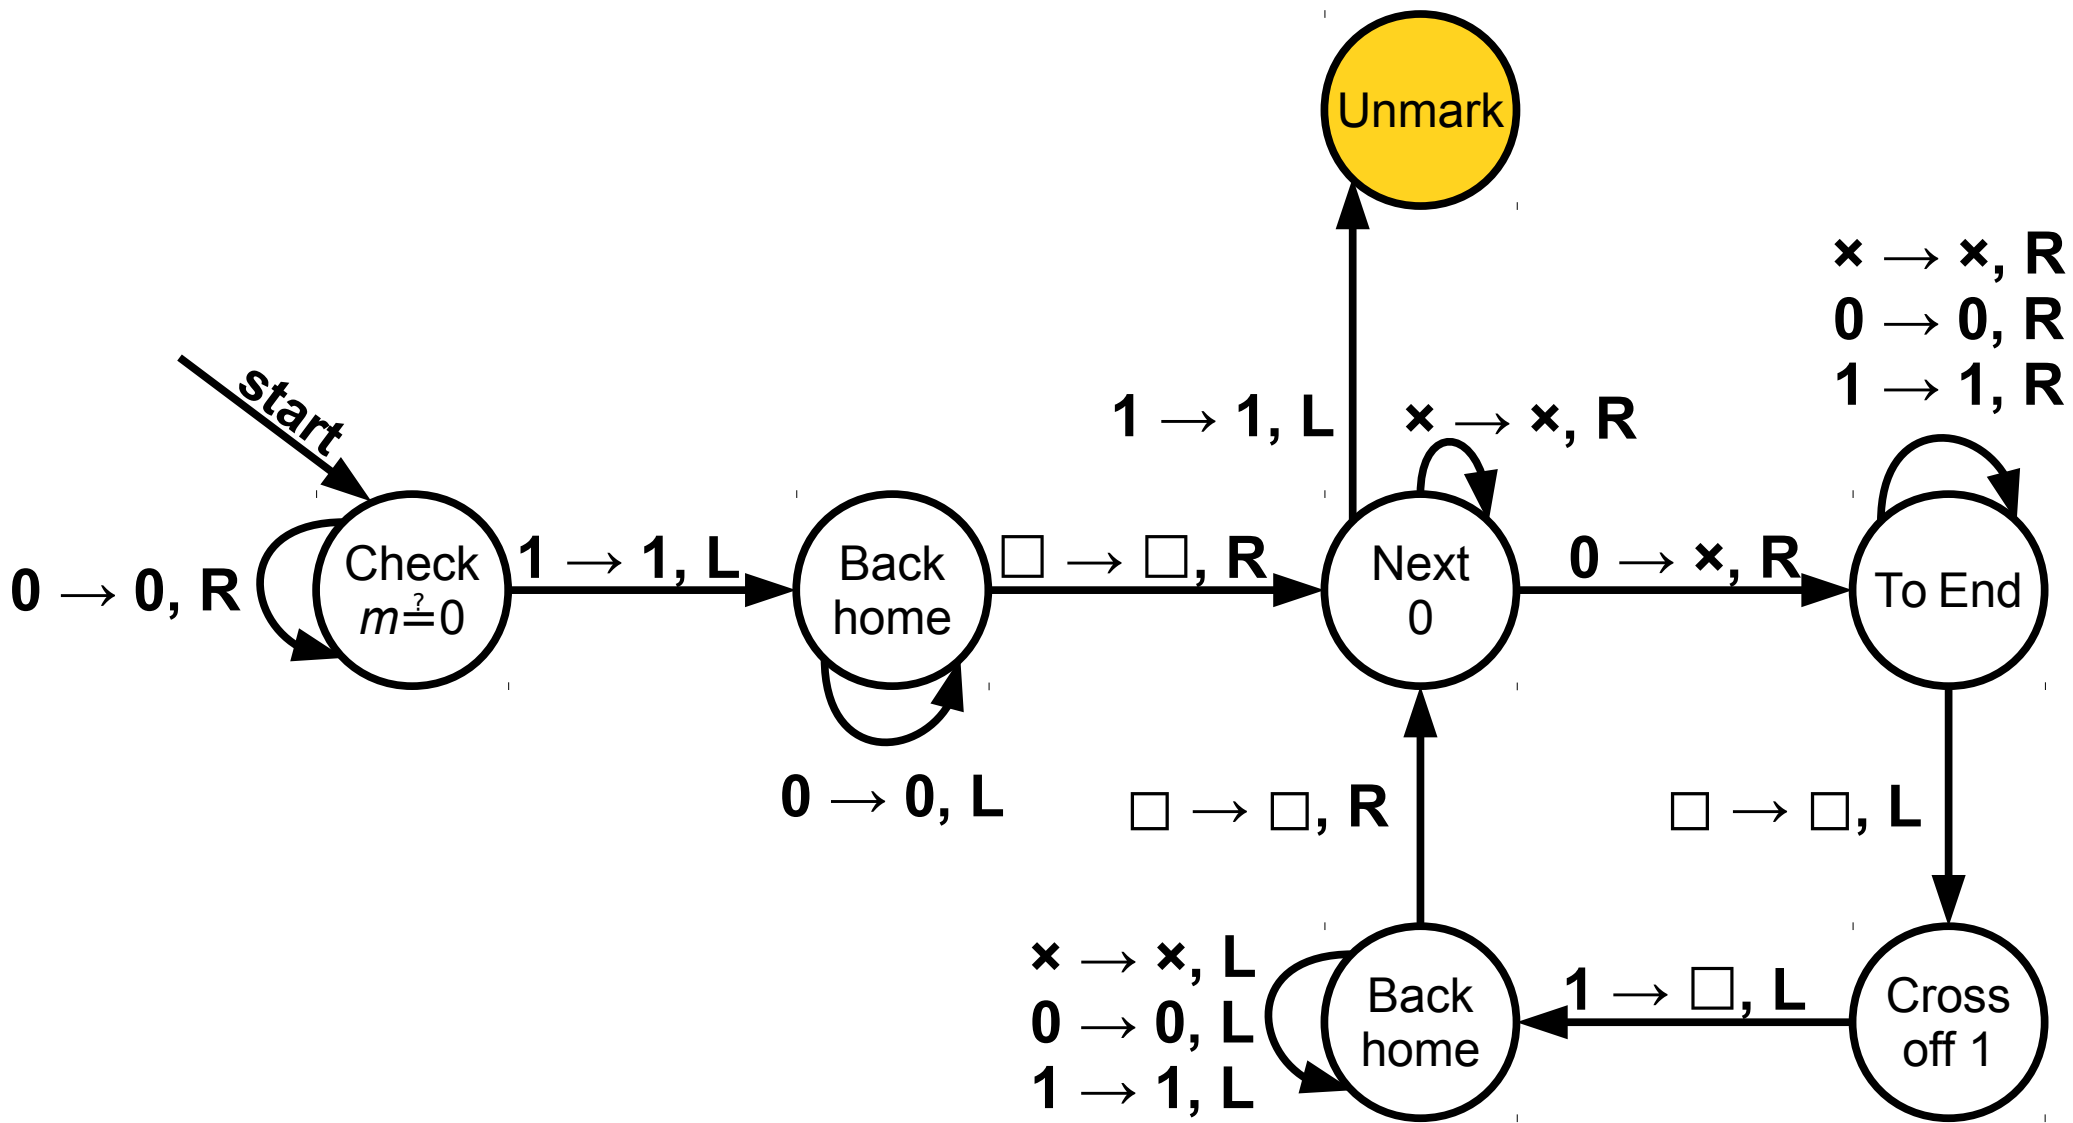 Unmark
× → ×, R
0 → 0, R
1 → 1, R
start
1 → 1, L
× → ×, R
0 → 0, R
Check
m ≟ 0
1 → 1, L
Back
home
□ → □, R
Next
0
0 → ×, R
To End
0 → 0, L
□ → □, R
□ → □, L
× → ×, L
0 → 0, L
1 → 1, L
Back
home
1 → □, L
Cross
off 1